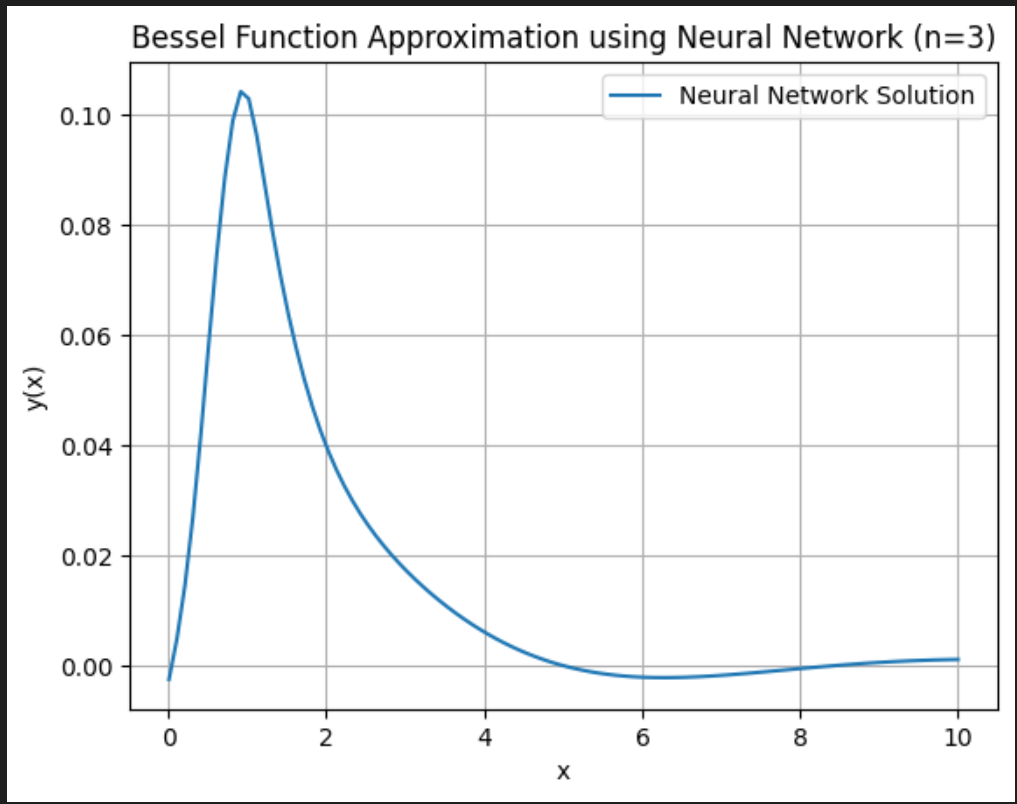 Bessel Function Approximation using Neural Network (n=3)
Neural Network Solution
0.10
0.08
0.06
0.04
0.02
0.00
y(x)
0 2 4 6 8 10
x